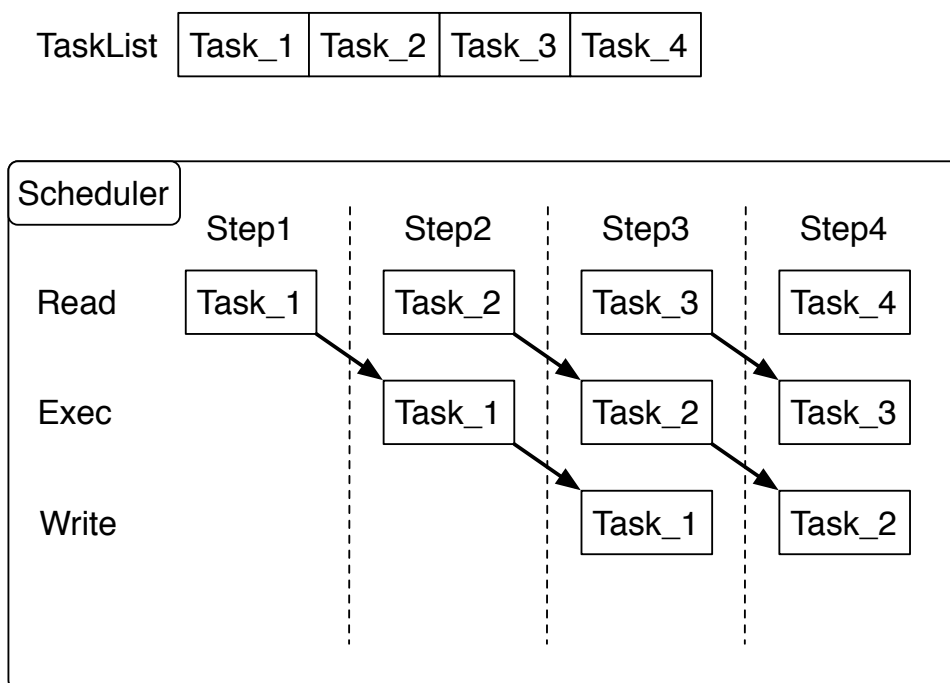 TaskList Task_1 Task_2 Task_3 Task_4
Scheduler
Step1 Step2 Step3 Step4
Read Task_1 Task_2 Task_3 Task_4
Exec Task_1 Task_2 Task_3
Write Task_1 Task_2